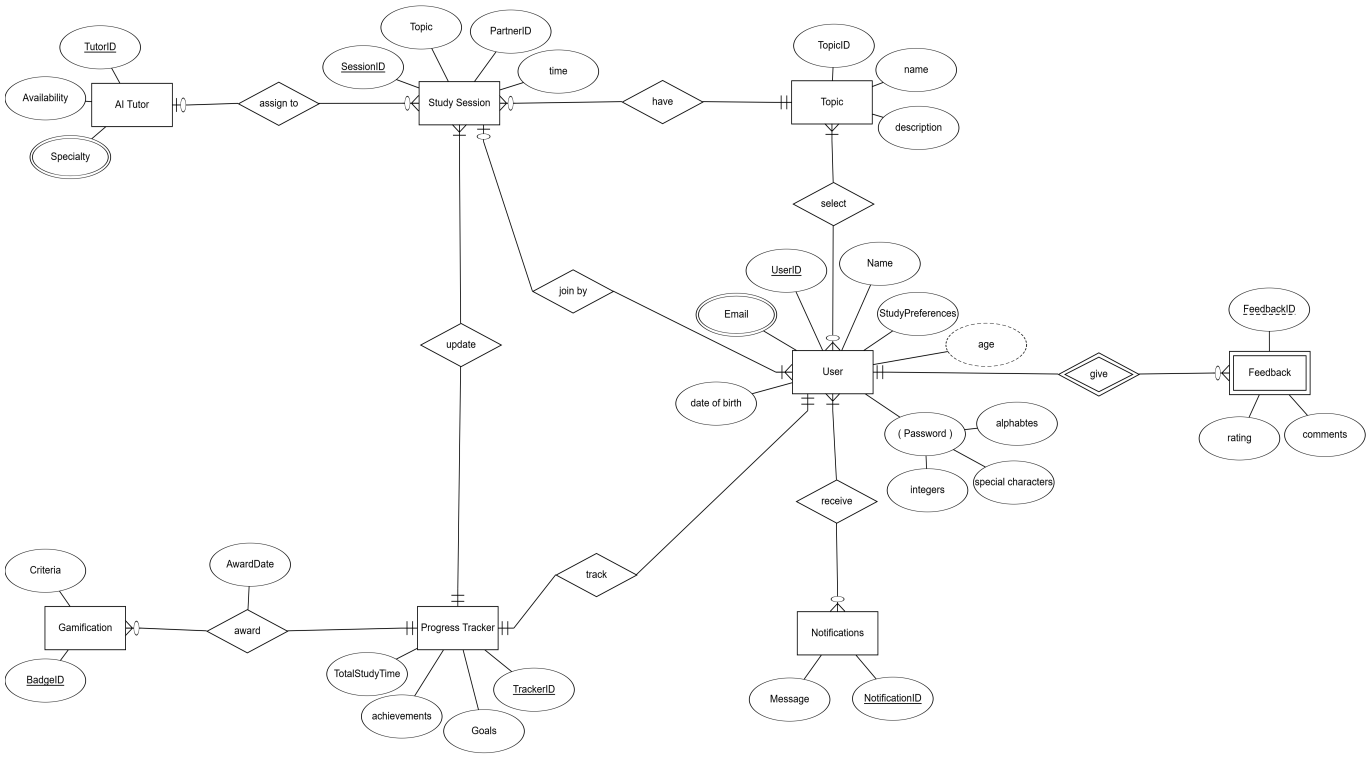 Topic
PartnerID
TutorID
SessionID
time
TopicID
name
Availability
AI Tutor
assign to
Study Session
have
Topic
description
Specialty
select
UserID
Name
Email
StudyPreferences
join by
FeedbackID
update
age
User
give
Feedback
date of birth
( Password )
alphabtes
rating
comments
special characters
integers
receive
Criteria
AwardDate
track
Gamification
award
Progress Tracker
Notifications
TotalStudyTime
BadgeID
TrackerID
achievements
Goals
Message
NotificationID